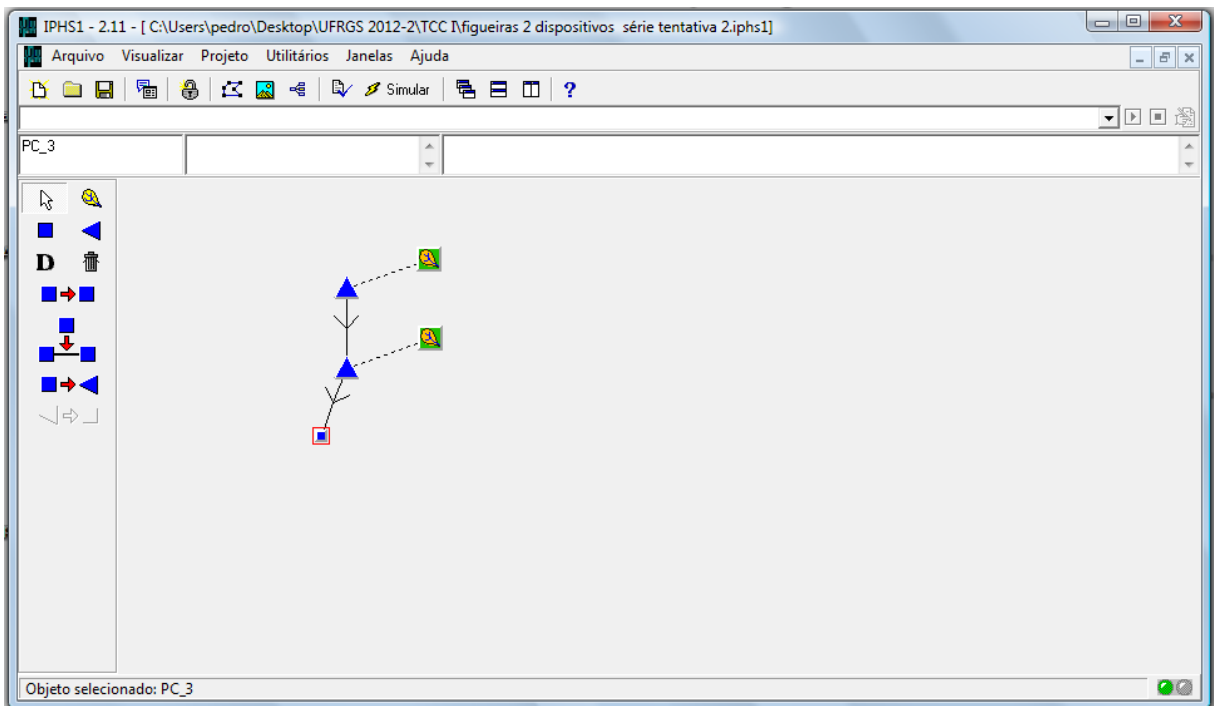 IPHS1 - 2.11 - [ C:\Users\pedro\Desktop\UFRGS 2012-2\TCC I\figueiras 2 dispositivos  série tentativa 2.iphs1]
Arquivo Visualizar Projeto Utilitários Janelas Ajuda
Simular ?
PC_3
D
Objeto selecionado: PC_3